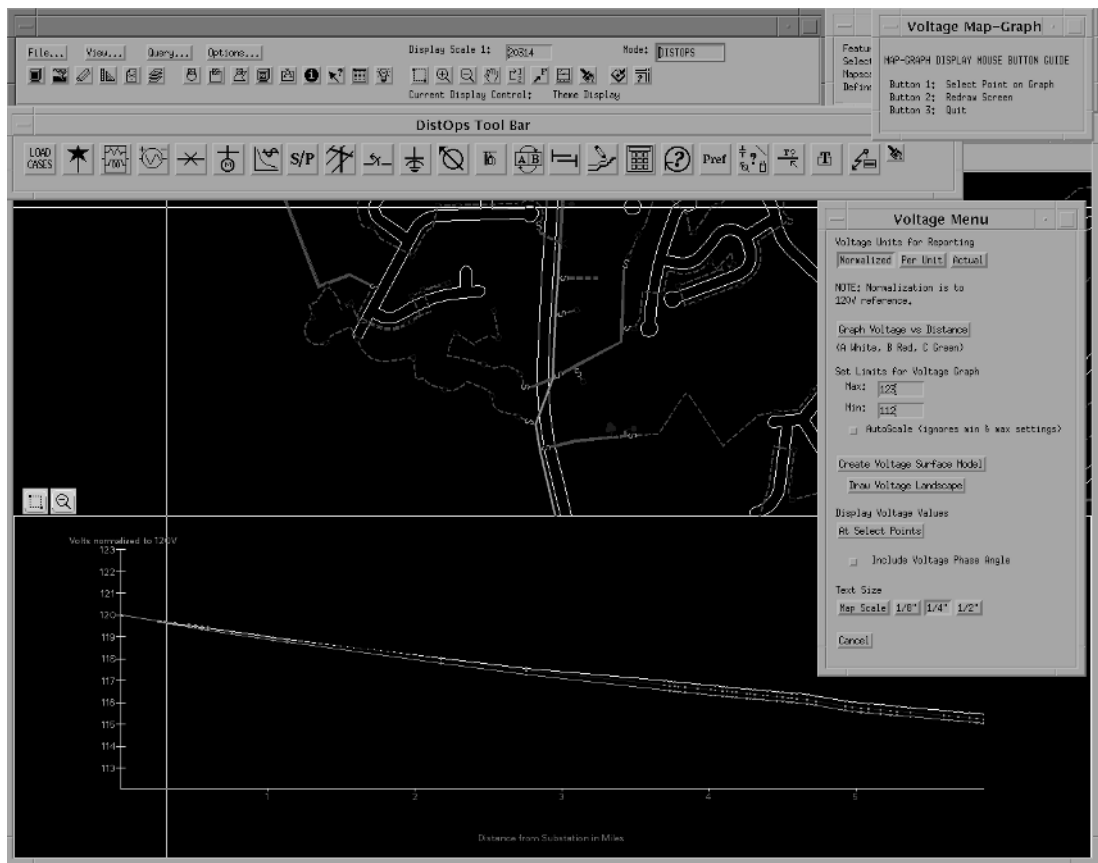 File... View... Query... Options...
Display Scale 1: 20314 Mode: DISTOPS
Current Display Control: Theme Display
Featu
Selec
Mapsc
Defin
Voltage Map-Graph
MAP-GRAPH DISPLAY MOUSE BUTTON GUIDE
Button 1: Select Point on Graph
Button 2: Redraw Screen
Button 3: Quit
DistOps Tool Bar
LOAD
CASES
S/P
A B
Pref
T
Voltage Menu
Voltage Units for Reporting
Normalized Per Unit Actual
NOTE: Normalization is to
120V reference.
Graph Voltage vs Distance
(A White, B Red, C Green)
Set Limits for Voltage Graph
Max: 123
Min: 112
AutoScale (ignores min & max settings)
Create Voltage Surface Model
Draw Voltage Landscape
Display Voltage Values
At Select Points
Include Voltage Phase Angle
Text Size
Map Scale 1/8" 1/4" 1/2"
Cancel
Volts normalized to 120V
123
122
121
120
119
118
117
116
115
114
113
1 2 3 4 5
Distance from Substation in Miles